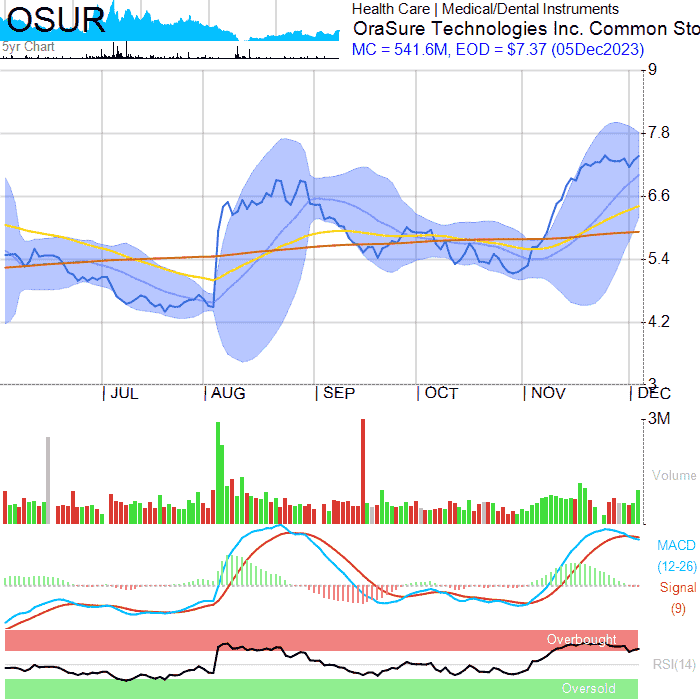 OSUR
5yr Chart
Health Care | Medical/Dental Instruments
OraSure Technologies Inc. Common Sto
MC = 541.6M, EOD = $7.37 (05Dec2023)
9
7.8
6.6
5.4
4.2
3
JUL
AUG
SEP
OCT
NOV
DEC
3M
Volume
MACD
(12-26)
Signal
(9)
Overbought
RSI(14)
Oversold